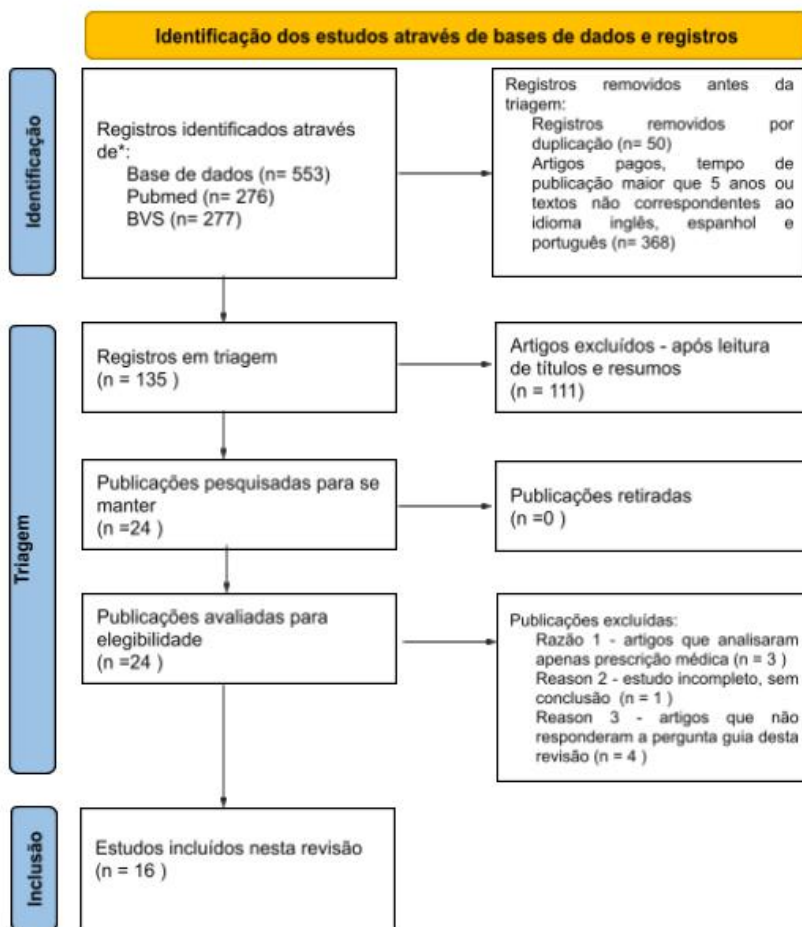 Identificação dos estudos através de bases de dados e registros
Identificação
Registros identificados através
de*:
Base de dados (n= 553)
Pubmed (n= 276)
BVS (n= 277)
Registros removidos antes da
triagem:
Registros removidos por
duplicação (n= 50)
Artigos pagos, tempo de
publicação maior que 5 anos ou
textos não correspondentes ao
idioma inglês, espanhol e
português (n= 368)
Triagem
Registros em triagem
(n = 135 )
Artigos excluídos - após leitura
de títulos e resumos
(n = 111)
Publicações pesquisadas para se
manter
(n =24 )
Publicações retiradas
(n =0 )
Publicações avaliadas para
elegibilidade
(n =24 )
Publicações excluídas:
Razão 1 - artigos que analisaram
apenas prescrição médica (n = 3 )
Reason 2 - estudo incompleto, sem
conclusão (n = 1 )
Reason 3 - artigos que não
responderam a pergunta guia desta
revisão (n = 4 )
Inclusão
Estudos incluídos nesta revisão
(n = 16 )